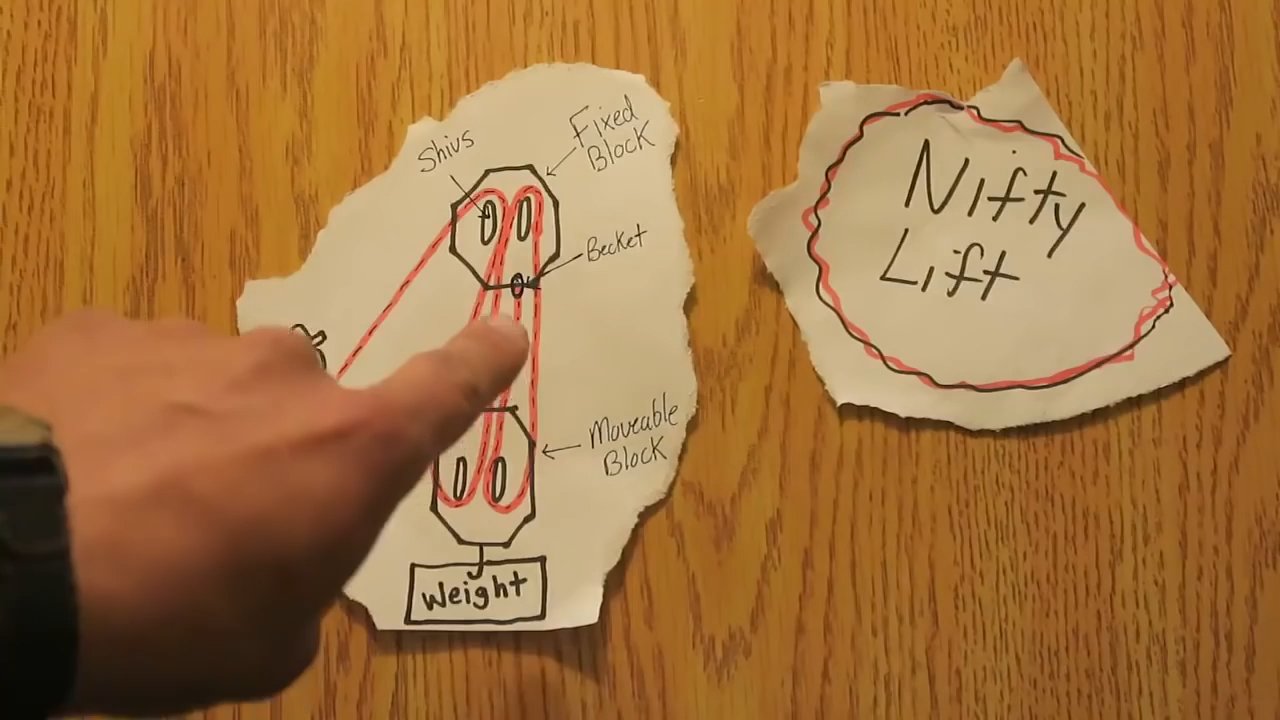 Shivs
Fixed
Block
Becket
Moveable
Block
Weight
Nifty
Lift